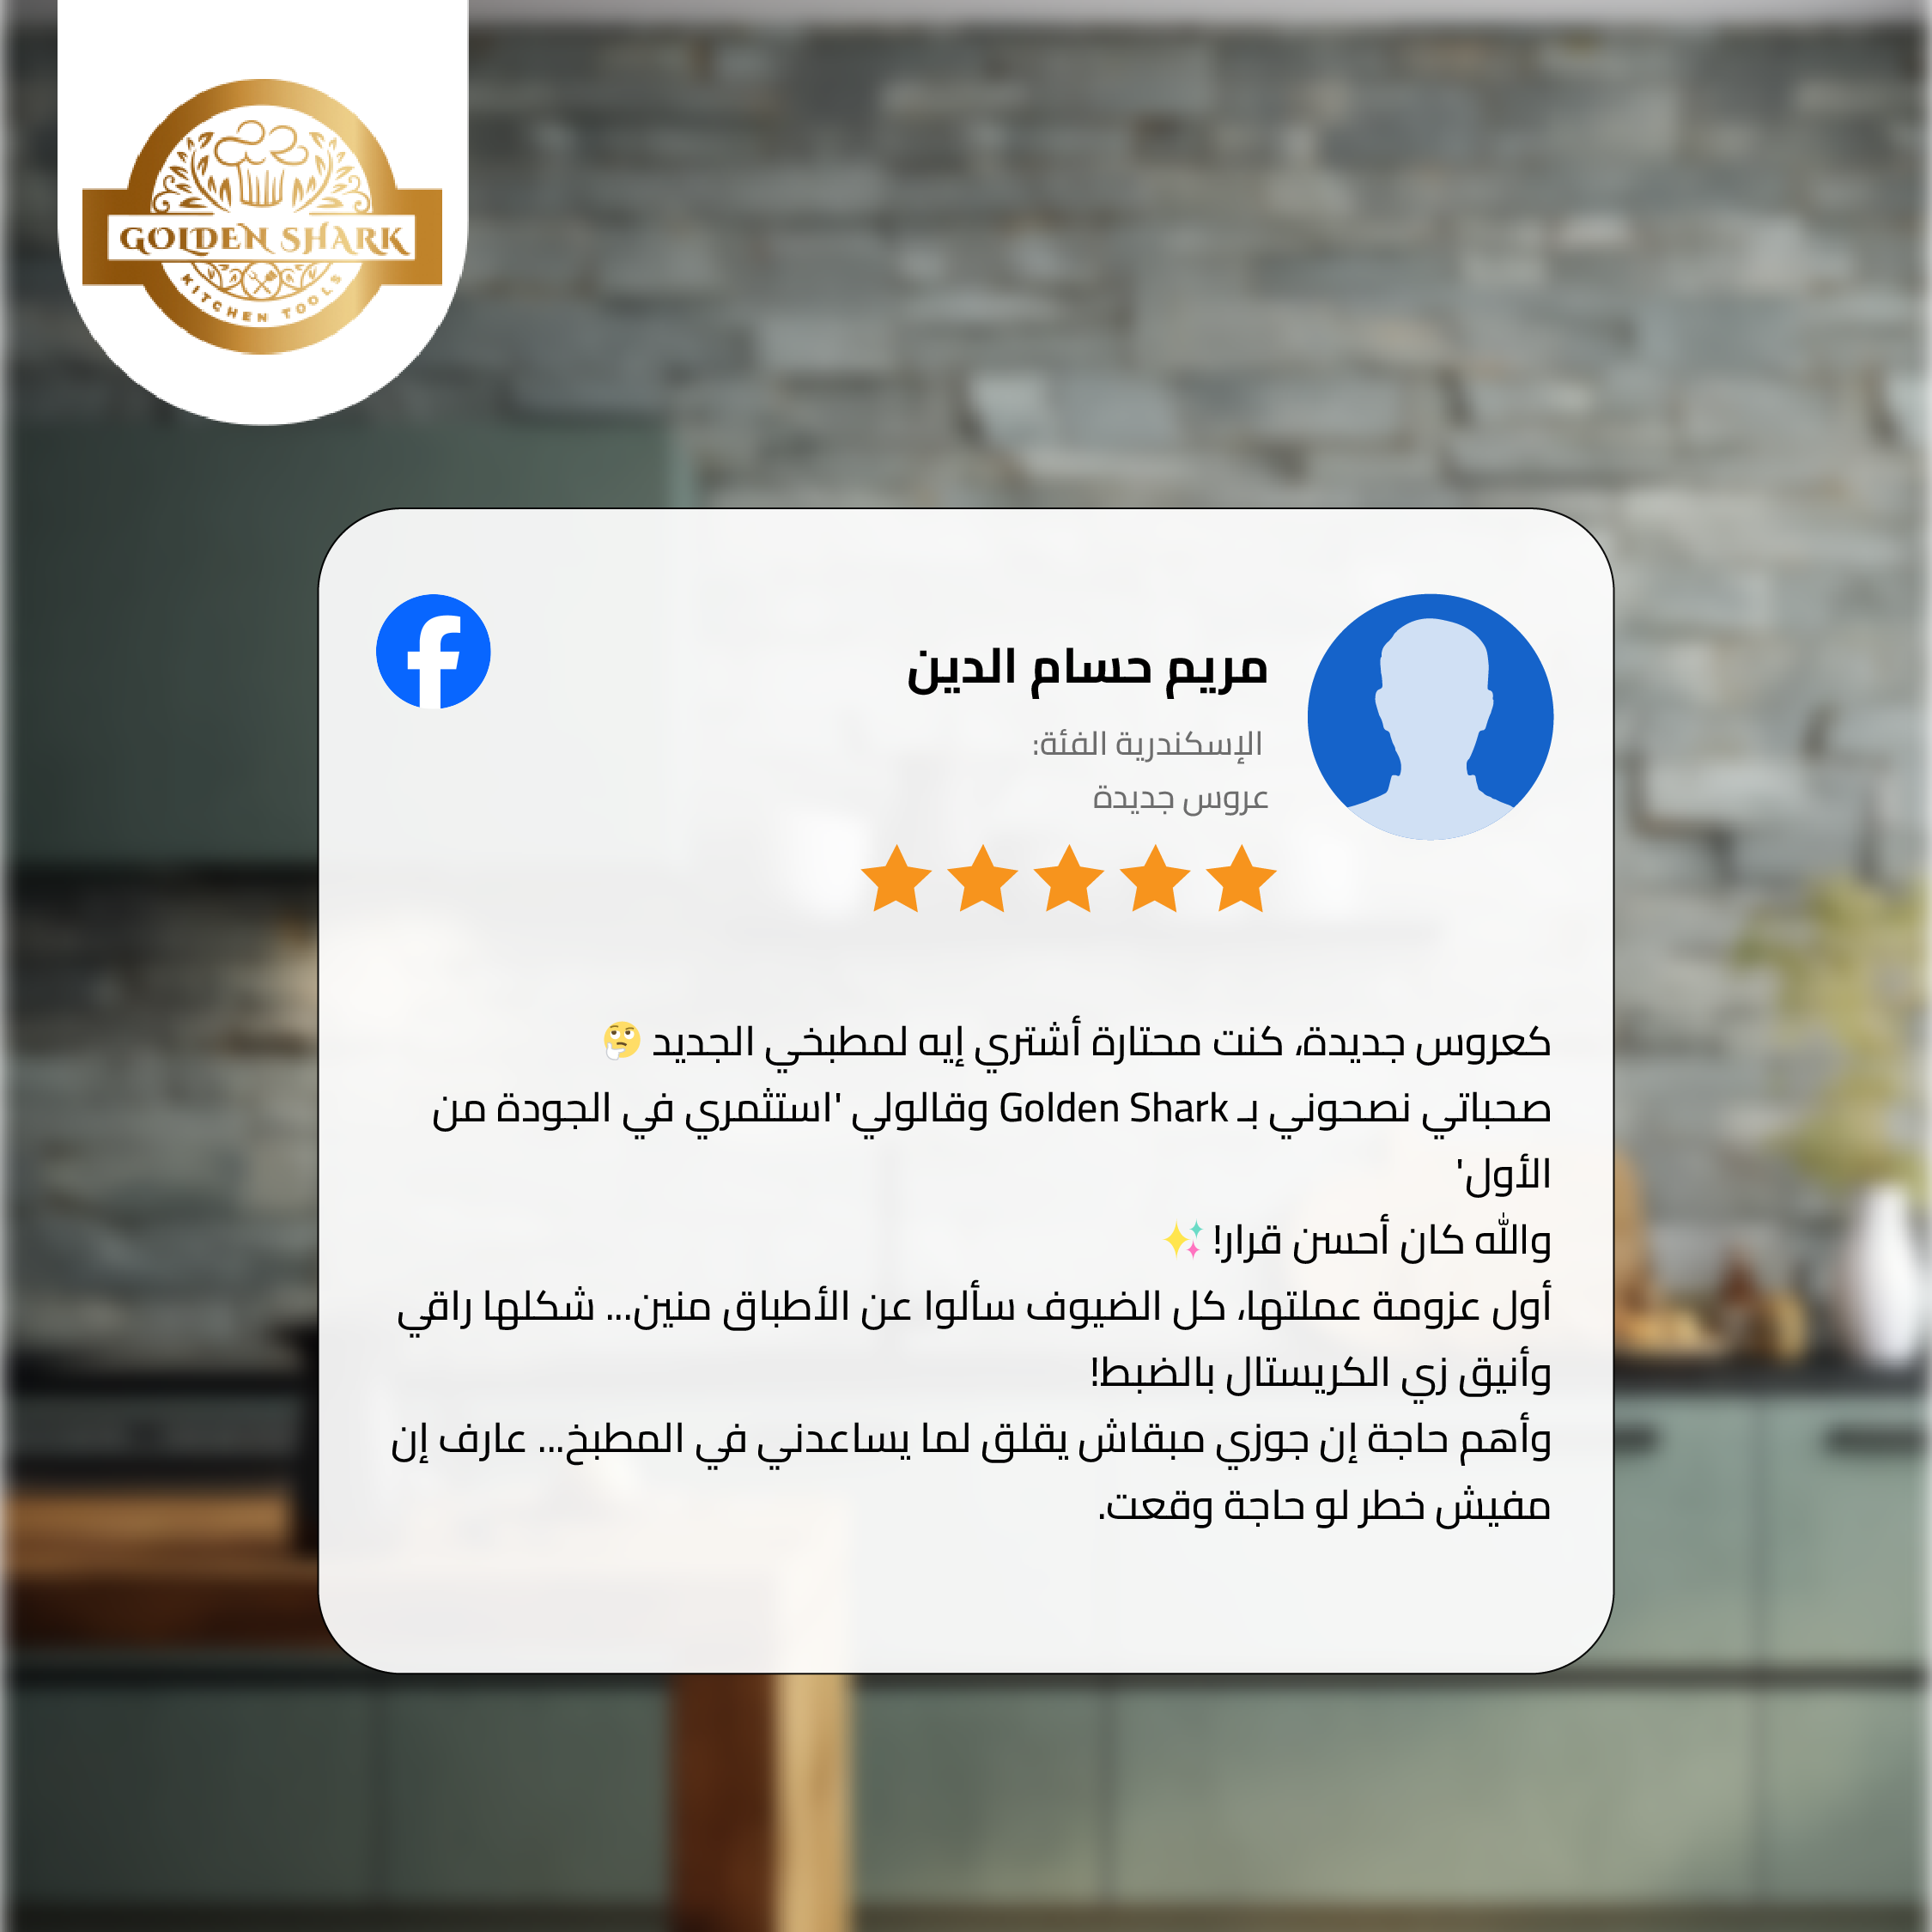 GOLDEN SHARK
KITCHEN TOOLS
مريم حسام الدين
الإسكندرية الفئة:
عروس جديدة
كعروس جديدة، كنت محتارة أشتري إيه لمطبخي الجديد 🤔
صحباتي نصحوني بـ Golden Shark وقالولي 'استثمري في الجودة من
الأول'
والله كان أحسن قرار! ✨
أول عزومة عملتها، كل الضيوف سألوا عن الأطباق منين... شكلها راقي
وأنيق زي الكريستال بالضبط!
وأهم حاجة إن جوزي مبقاش يقلق لما يساعدني في المطبخ... عارف إن
مفيش خطر لو حاجة وقعت.